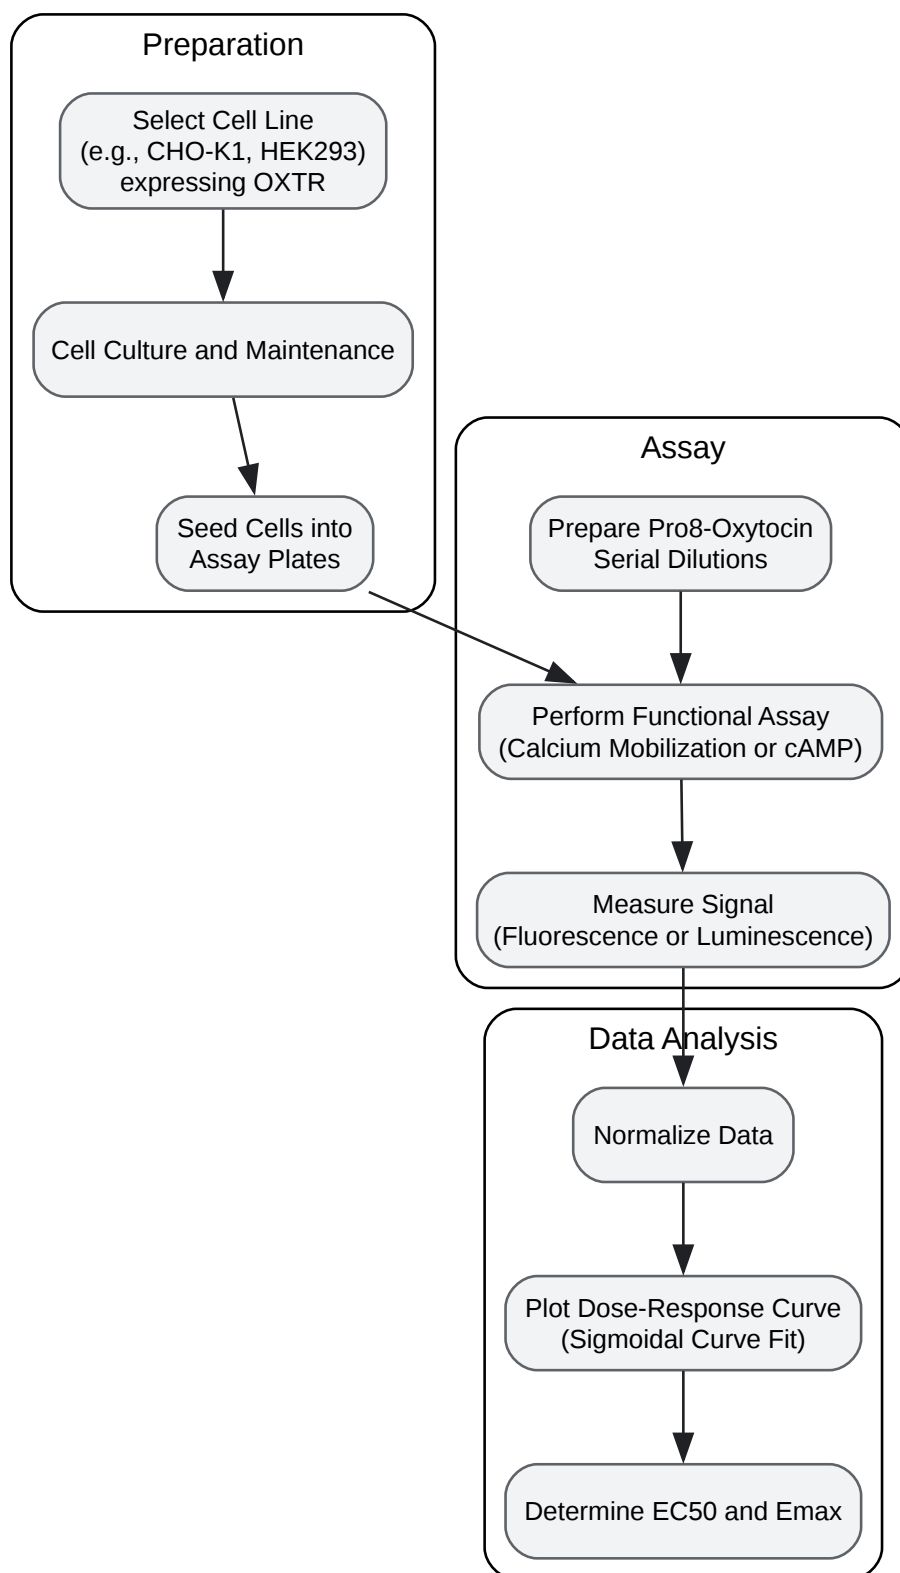 Preparation
Select Cell Line
(e.g., CHO-K1, HEK293)
expressing OXTR
Cell Culture and Maintenance
Seed Cells into
Assay Plates
Assay
Prepare Pro8-Oxytocin
Serial Dilutions
Perform Functional Assay
(Calcium Mobilization or cAMP)
Measure Signal
(Fluorescence or Luminescence)
Data Analysis
Normalize Data
Plot Dose-Response Curve
(Sigmoidal Curve Fit)
Determine EC50 and Emax